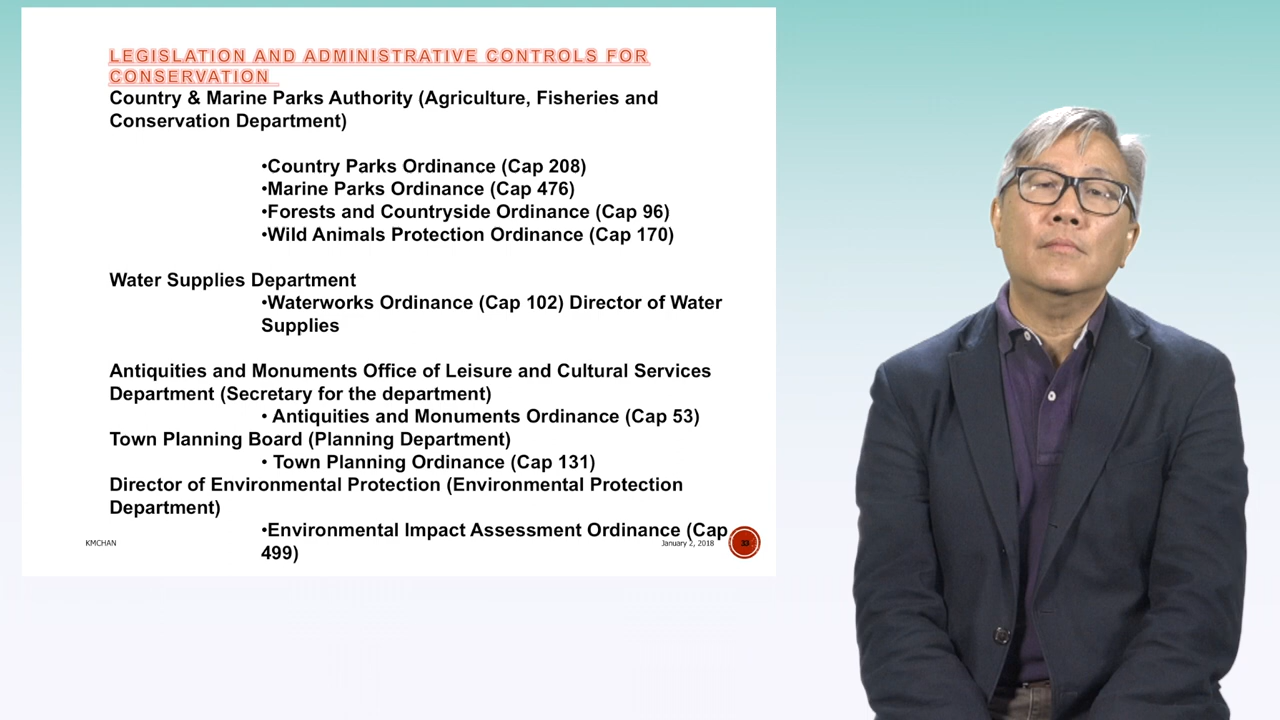 LEGISLATION AND ADMINISTRATIVE CONTROLS FOR
CONSERVATION
Country & Marine Parks Authority (Agriculture, Fisheries and
Conservation Department)
•Country Parks Ordinance (Cap 208)
•Marine Parks Ordinance (Cap 476)
•Forests and Countryside Ordinance (Cap 96)
•Wild Animals Protection Ordinance (Cap 170)
Water Supplies Department
•Waterworks Ordinance (Cap 102) Director of Water
Supplies
Antiquities and Monuments Office of Leisure and Cultural Services
Department (Secretary for the department)
• Antiquities and Monuments Ordinance (Cap 53)
Town Planning Board (Planning Department)
• Town Planning Ordinance (Cap 131)
Director of Environmental Protection (Environmental Protection
Department)
•Environmental Impact Assessment Ordinance (Cap
499)
KMCHAN
January 2, 2018